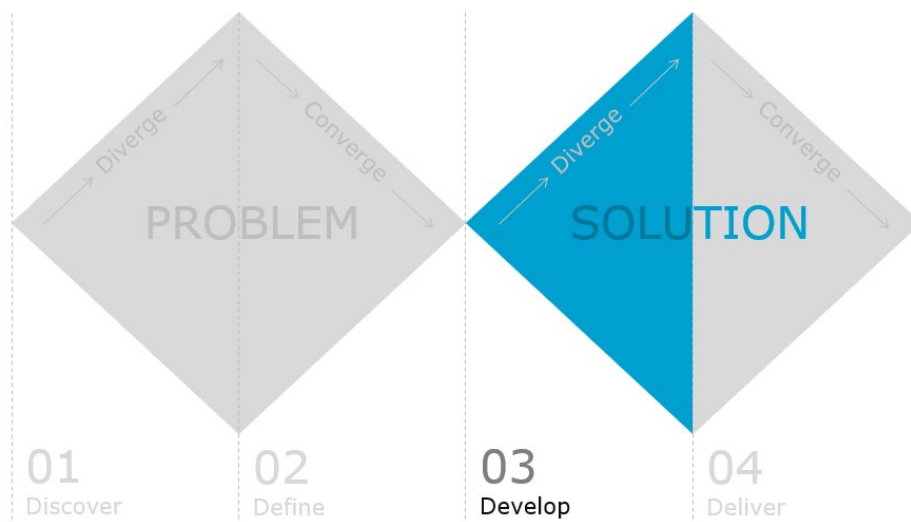 Diverge
Converge
Diverge
Converge
PROBLEM
SOLUTION
01
Discover
02
Define
03
Develop
04
Deliver